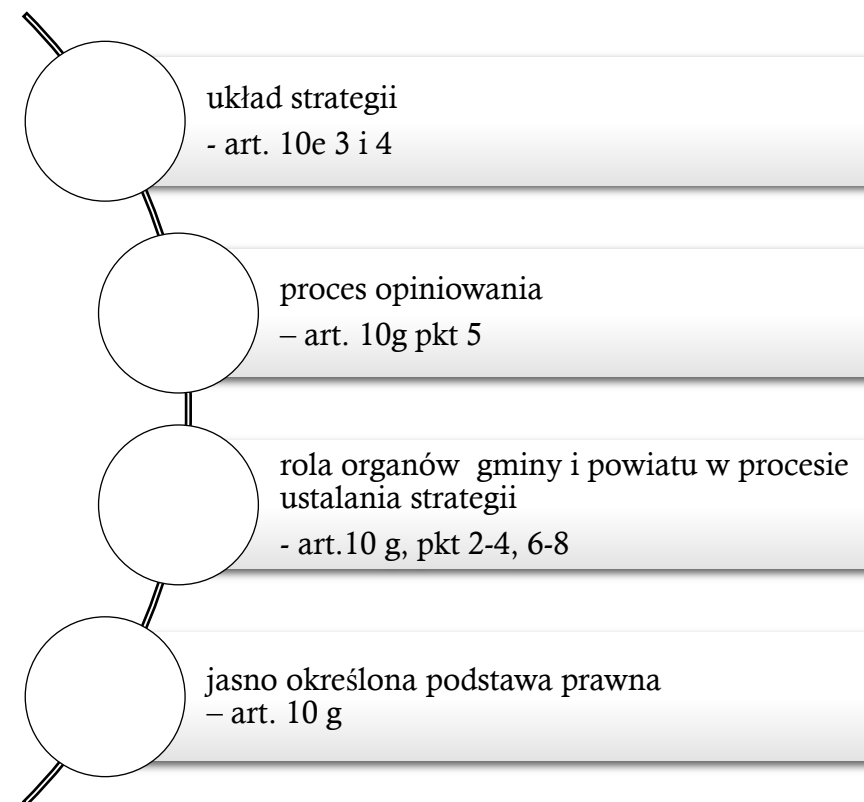 układ strategii
- art. 10e 3 i 4
proces opiniowania
– art. 10g pkt 5
rola organów  gminy i powiatu w procesie
ustalania strategii
- art.10 g, pkt 2-4, 6-8
jasno określona podstawa prawna
– art. 10 g